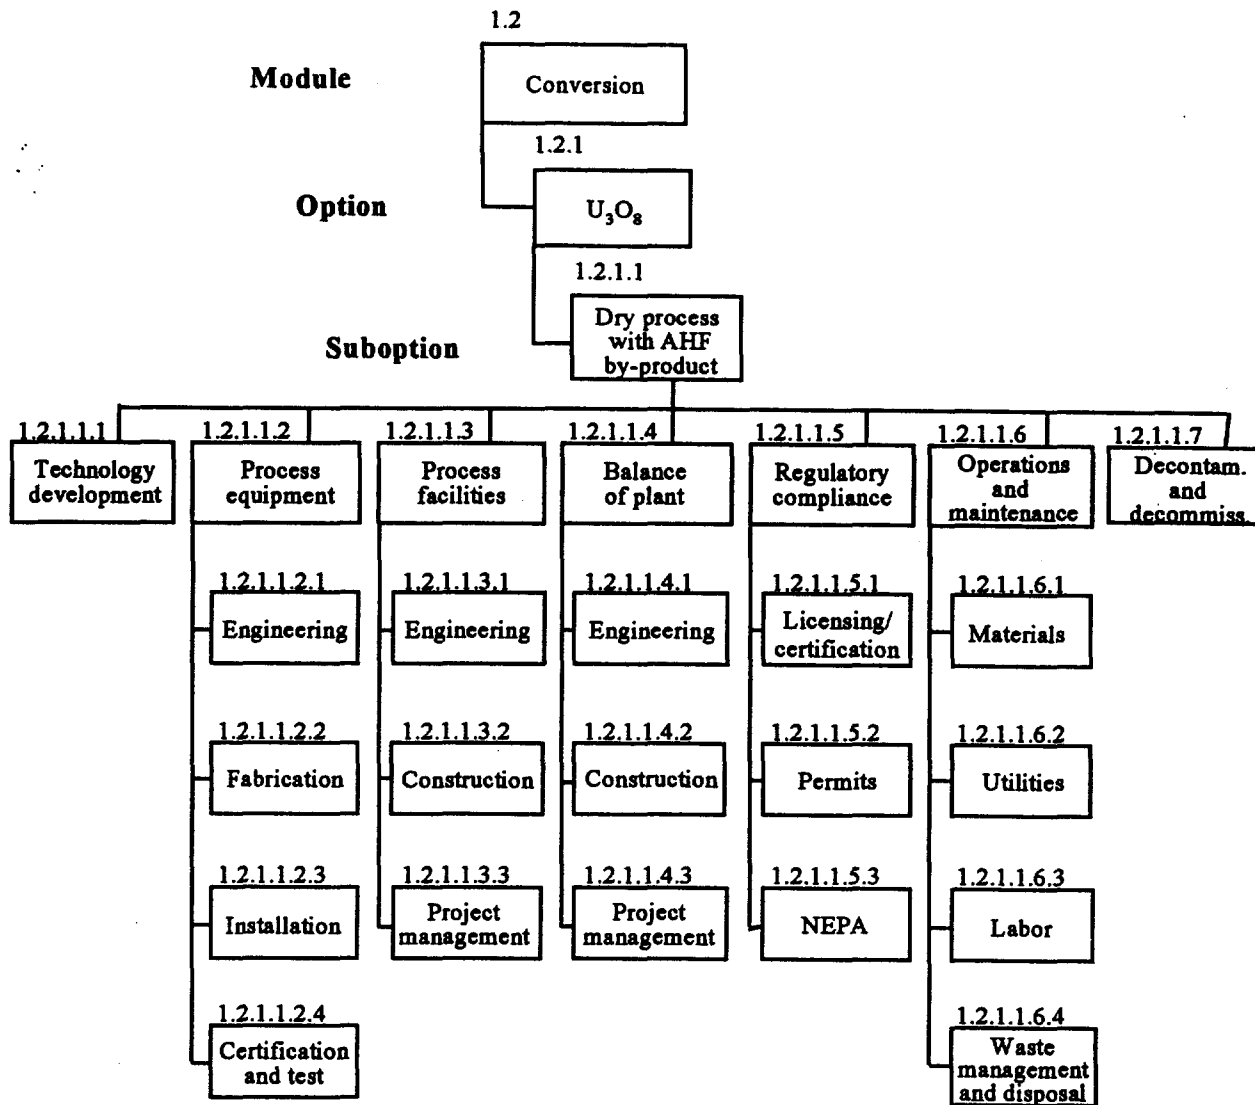 1.2
Module
Conversion
1.2.1
Option
U₃O₈
1.2.1.1
Dry process
with AHF
by-product
Suboption
1.2.1.1.1
Technology
development
1.2.1.1.2
Process
equipment
1.2.1.1.3
Process
facilities
1.2.1.1.4
Balance
of plant
1.2.1.1.5
Regulatory
compliance
1.2.1.1.6
Operations
and
maintenance
1.2.1.1.7
Decontam.
and
decommiss.
1.2.1.1.2.1
Engineering
1.2.1.1.3.1
Engineering
1.2.1.1.4.1
Engineering
1.2.1.1.5.1
Licensing/
certification
1.2.1.1.6.1
Materials
1.2.1.1.2.2
Fabrication
1.2.1.1.3.2
Construction
1.2.1.1.4.2
Construction
1.2.1.1.5.2
Permits
1.2.1.1.6.2
Utilities
1.2.1.1.2.3
Installation
1.2.1.1.3.3
Project
management
1.2.1.1.4.3
Project
management
1.2.1.1.5.3
NEPA
1.2.1.1.6.3
Labor
1.2.1.1.2.4
Certification
and test
1.2.1.1.6.4
Waste
management
and disposal